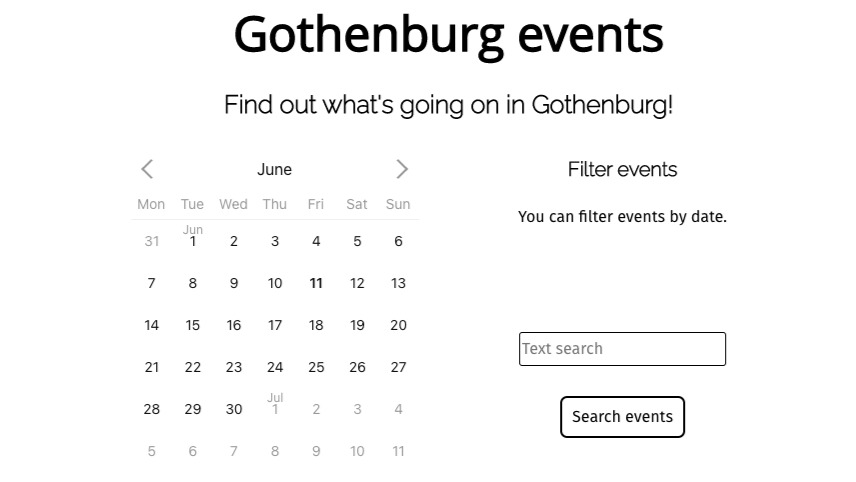 Gothenburg events
Find out what's going on in Gothenburg!
June
Mon Tue Wed Thu Fri Sat Sun
Jun
31 1 2 3 4 5 6
7 8 9 10 11 12 13
14 15 16 17 18 19 20
21 22 23 24 25 26 27
Jul
28 29 30 1 2 3 4
5 6 7 8 9 10 11
Filter events
You can filter events by date.
Text search
Search events